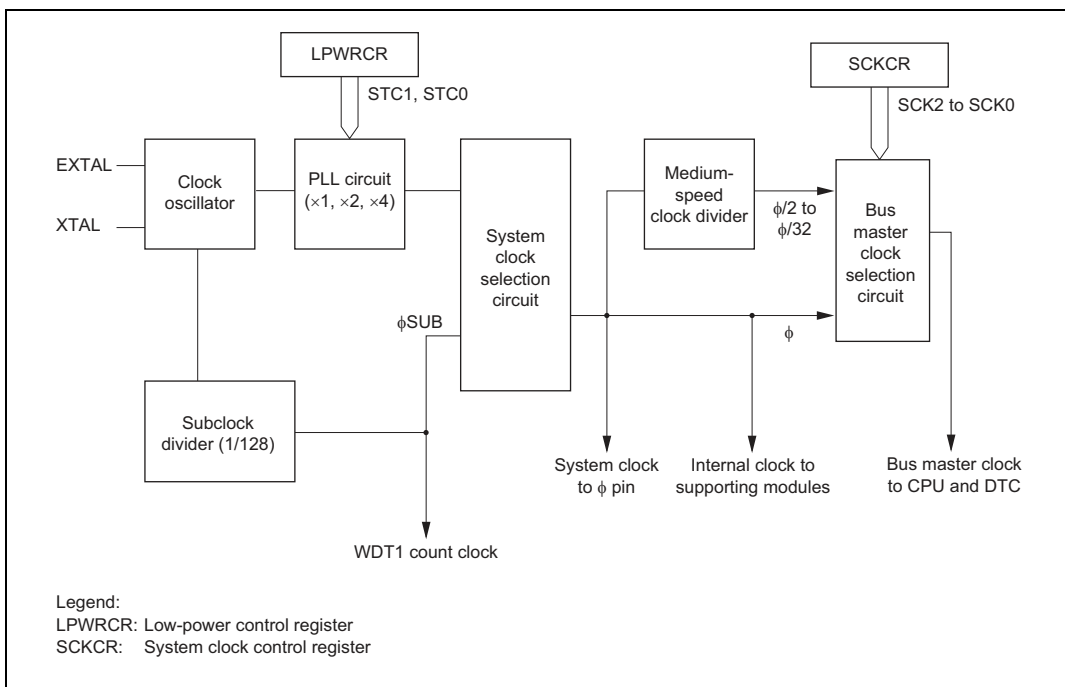 LPWRCR
STC1, STC0
SCKCR
SCK2 to SCK0
EXTAL
XTAL
Clock
oscillator
PLL circuit
(×1, ×2, ×4)
System
clock
selection
circuit
Medium-
speed
clock divider
ϕ/2 to
ϕ/32
Bus
master
clock
selection
circuit
ϕSUB
ϕ
Subclock
divider (1/128)
System clock
to ϕ pin
Internal clock to
supporting modules
Bus master clock
to CPU and DTC
WDT1 count clock
Legend:
LPWRCR: Low-power control register
SCKCR: System clock control register